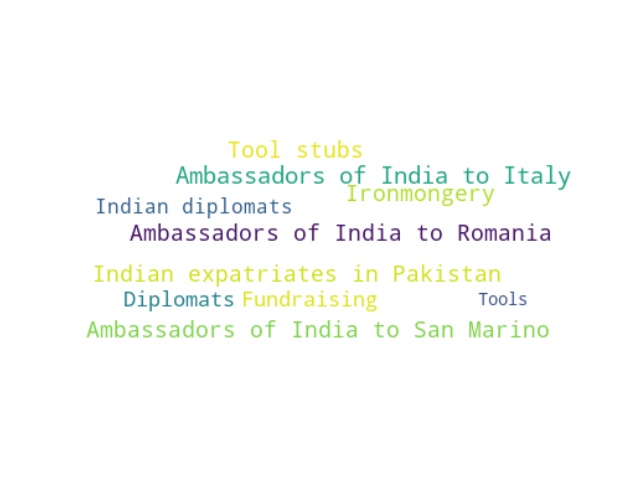 Tool stubs
Ambassadors of India to Italy
Ironmongery
Indian diplomats
Ambassadors of India to Romania
Indian expatriates in Pakistan
Diplomats Fundraising Tools
Ambassadors of India to San Marino